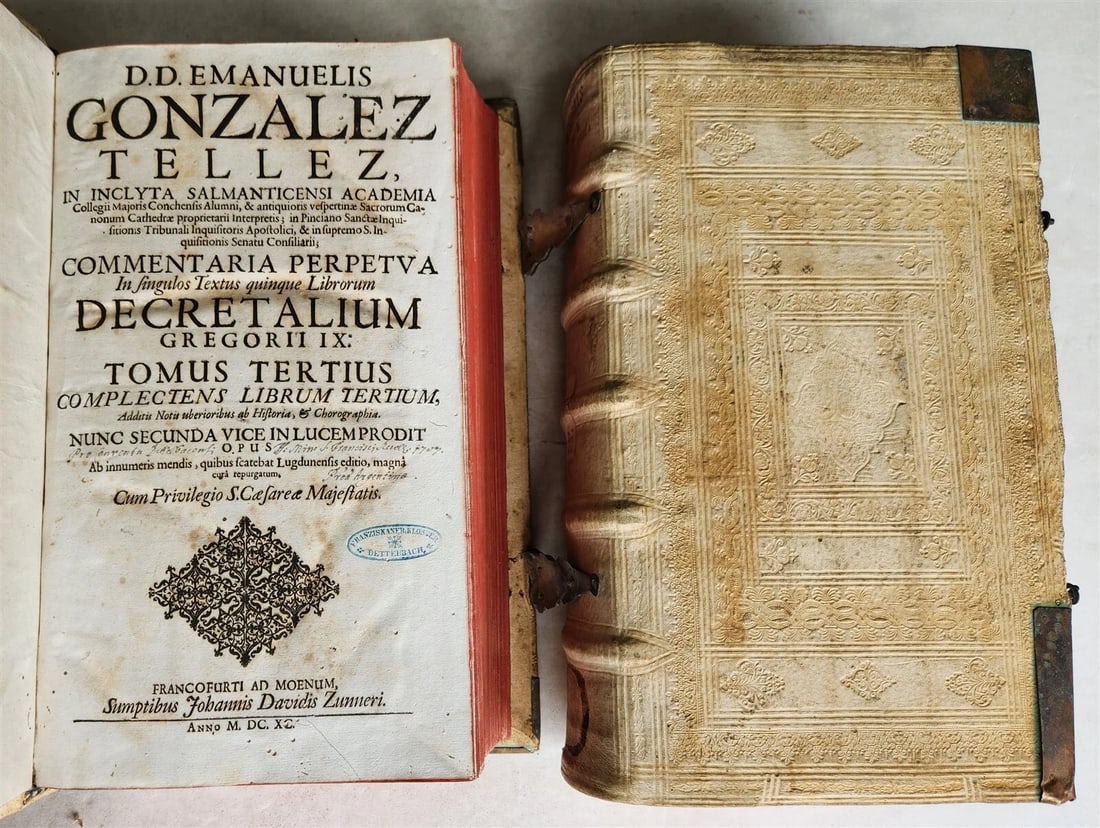 D.D. EMANUELIS
GONZALEZ
TELLEZ,
IN INCLYTA SALMANTICENSI ACADEMIA
Collegii Majoris Conchensis Alumni, & antiquioris vespertinæ Sacrorum Ca-
nonum Cathedræ proprietarii Interpretis; in Pinciano Sanctæ Inqui-
sitionis Tribunali Inquisitoris Apostolici, & in supremo S. In-
quisitionis Senatu Consiliarii;
COMMENTARIA PERPETVA
In singulos Textus quinque Librorum
DECRETALIUM
GREGORII IX:
TOMUS TERTIUS
COMPLECTENS LIBRUM TERTIUM,
Additis Notis uberioribus ab Historia, & Chorographia.
NUNC SECUNDA VICE IN LUCEM PRODIT
OPUS
Ab innumeris mendis, quibus scatebat Lugdunensis editio, magnâ
curâ repurgatum,
Cum Privilegio S. Cæsareæ Majestatis.
FRANZISKANER-KLOSTER
DETTELBACH.
FRANCOFURTI AD MOENUM,
Sumptibus Johannis Davidis Zunneri.
ANNO M. DC. XC.